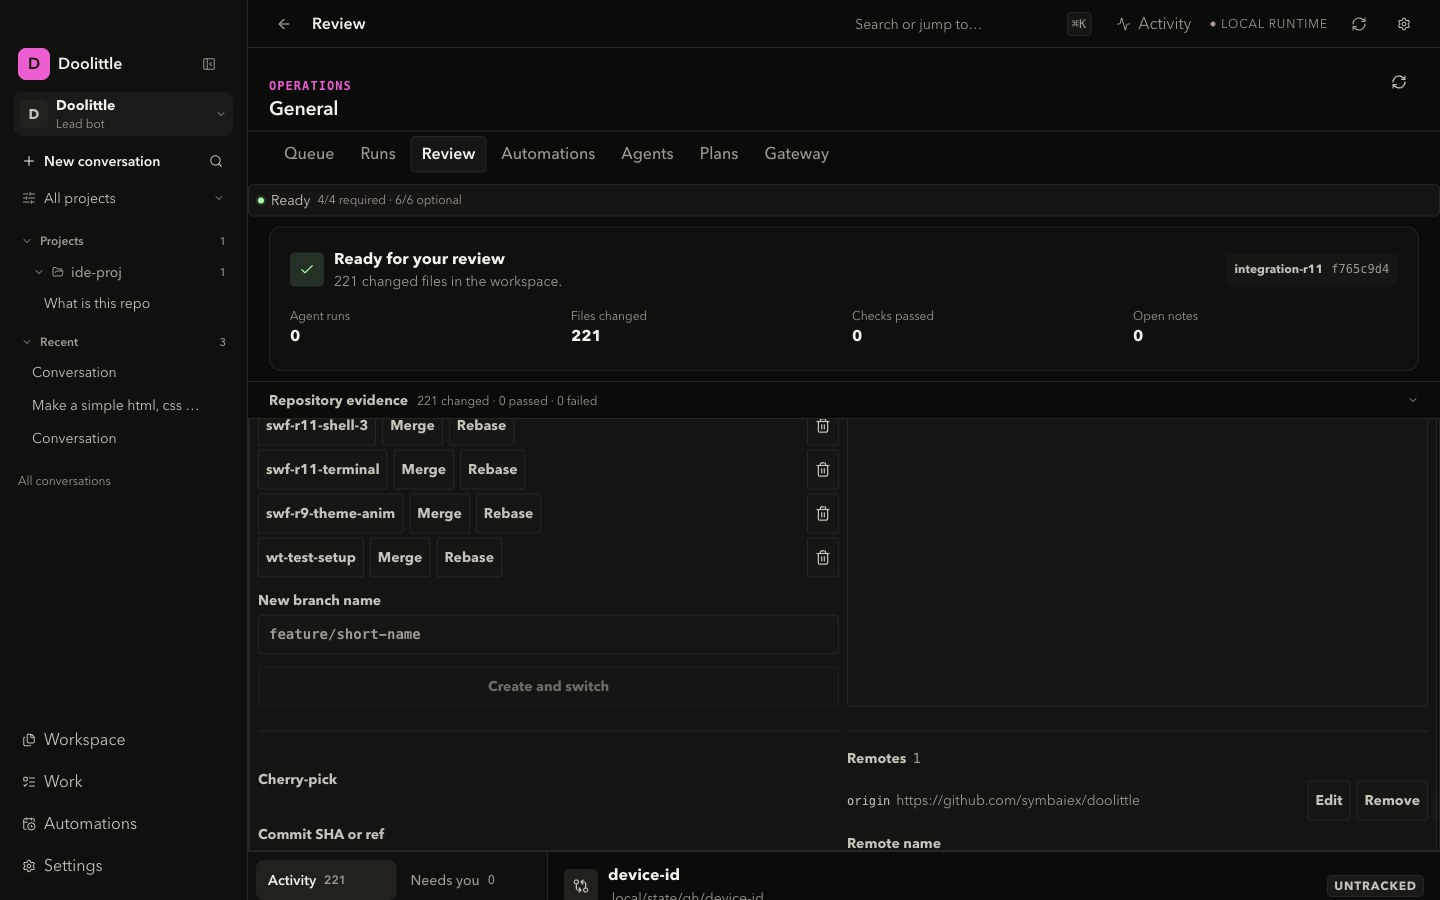 Review
Search or jump to…
⌘K
Activity
LOCAL RUNTIME
D
Doolittle
D
Doolittle
Lead bot
New conversation
All projects
Projects
1
ide-proj
1
What is this repo
Recent
3
Conversation
Make a simple html, css …
Conversation
All conversations
Workspace
Work
Automations
Settings
OPERATIONS
General
Queue
Runs
Review
Automations
Agents
Plans
Gateway
Ready 4/4 required · 6/6 optional
Ready for your review
221 changed files in the workspace.
integration-r11 f765c9d4
Agent runs
0
Files changed
221
Checks passed
0
Open notes
0
Repository evidence 221 changed · 0 passed · 0 failed
swf-r11-shell-3 Merge Rebase
swf-r11-terminal Merge Rebase
swf-r9-theme-anim Merge Rebase
wt-test-setup Merge Rebase
New branch name
feature/short-name
Create and switch
Cherry-pick
Commit SHA or ref
Remotes 1
origin https://github.com/symbaiex/doolittle
Edit
Remove
Remote name
Activity 221
Needs you 0
device-id
local/state/gh/device-id
UNTRACKED